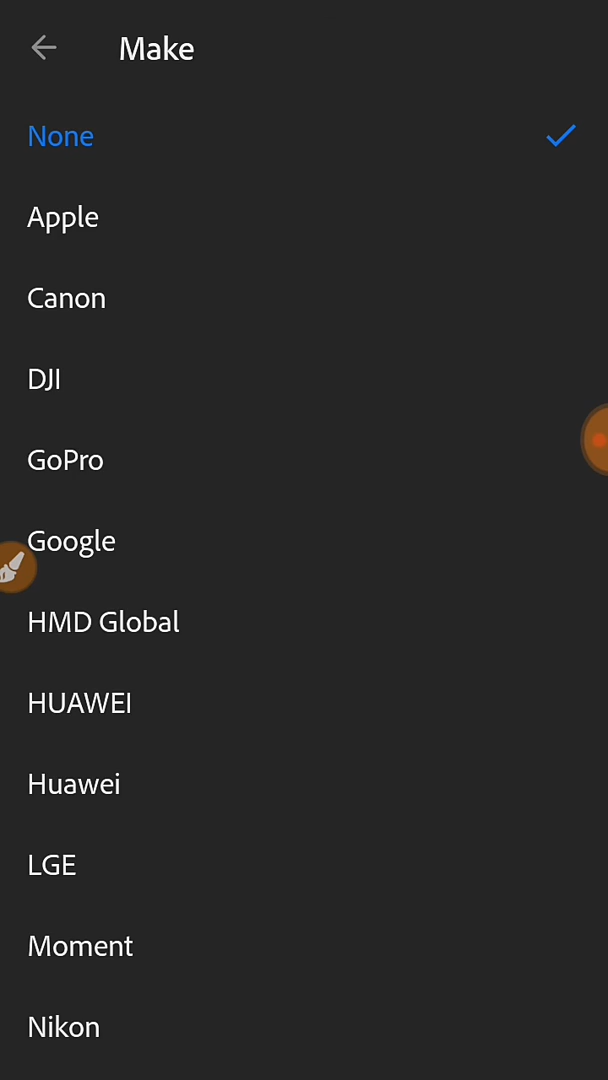 Make
None
Apple
Canon
DJI
GoPro
Google
HMD Global
HUAWEI
Huawei
LGE
Moment
Nikon